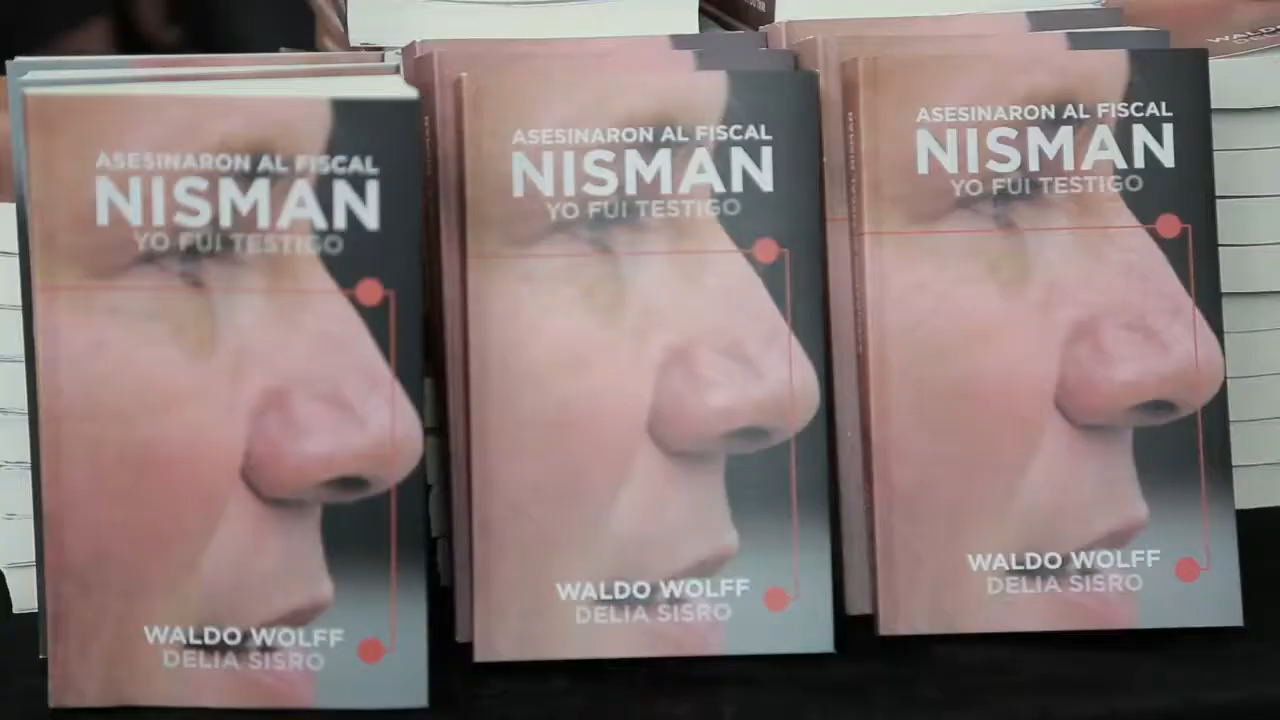 ASESINARON AL FISCAL
NISMAN
YO FUI TESTIGO
WALDO WOLFF
DELIA SISRO
ASESINARON AL FISCAL
NISMAN
YO FUI TESTIGO
WALDO WOLFF
DELIA SISRO
ASESINARON AL FISCAL
NISMAN
YO FUI TESTIGO
WALDO WOLFF
DELIA SISRO